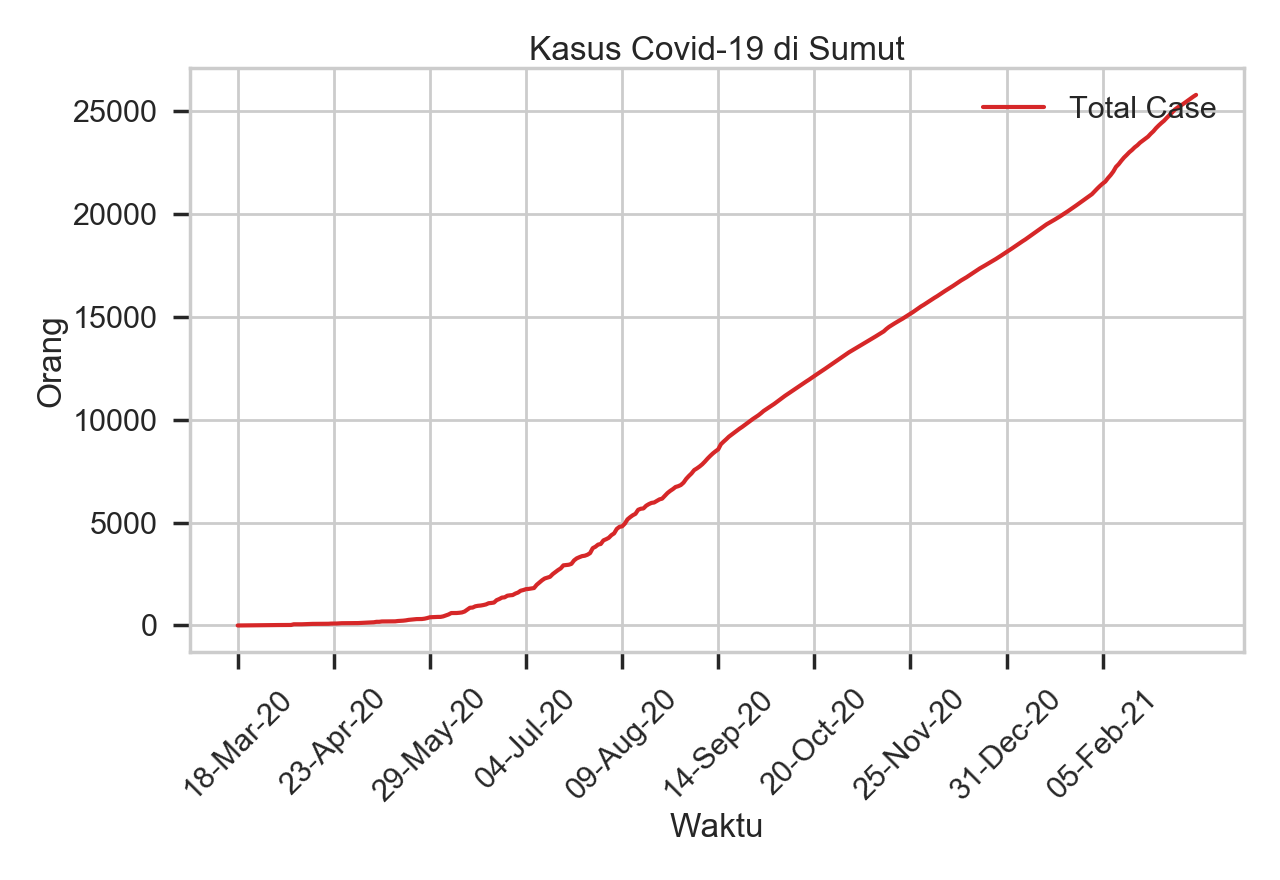 Kasus Covid-19 di Sumut
Total Case
25000
20000
15000
10000
5000
0
Orang
18-Mar-20
23-Apr-20
29-May-20
04-Jul-20
09-Aug-20
14-Sep-20
20-Oct-20
25-Nov-20
31-Dec-20
05-Feb-21
Waktu